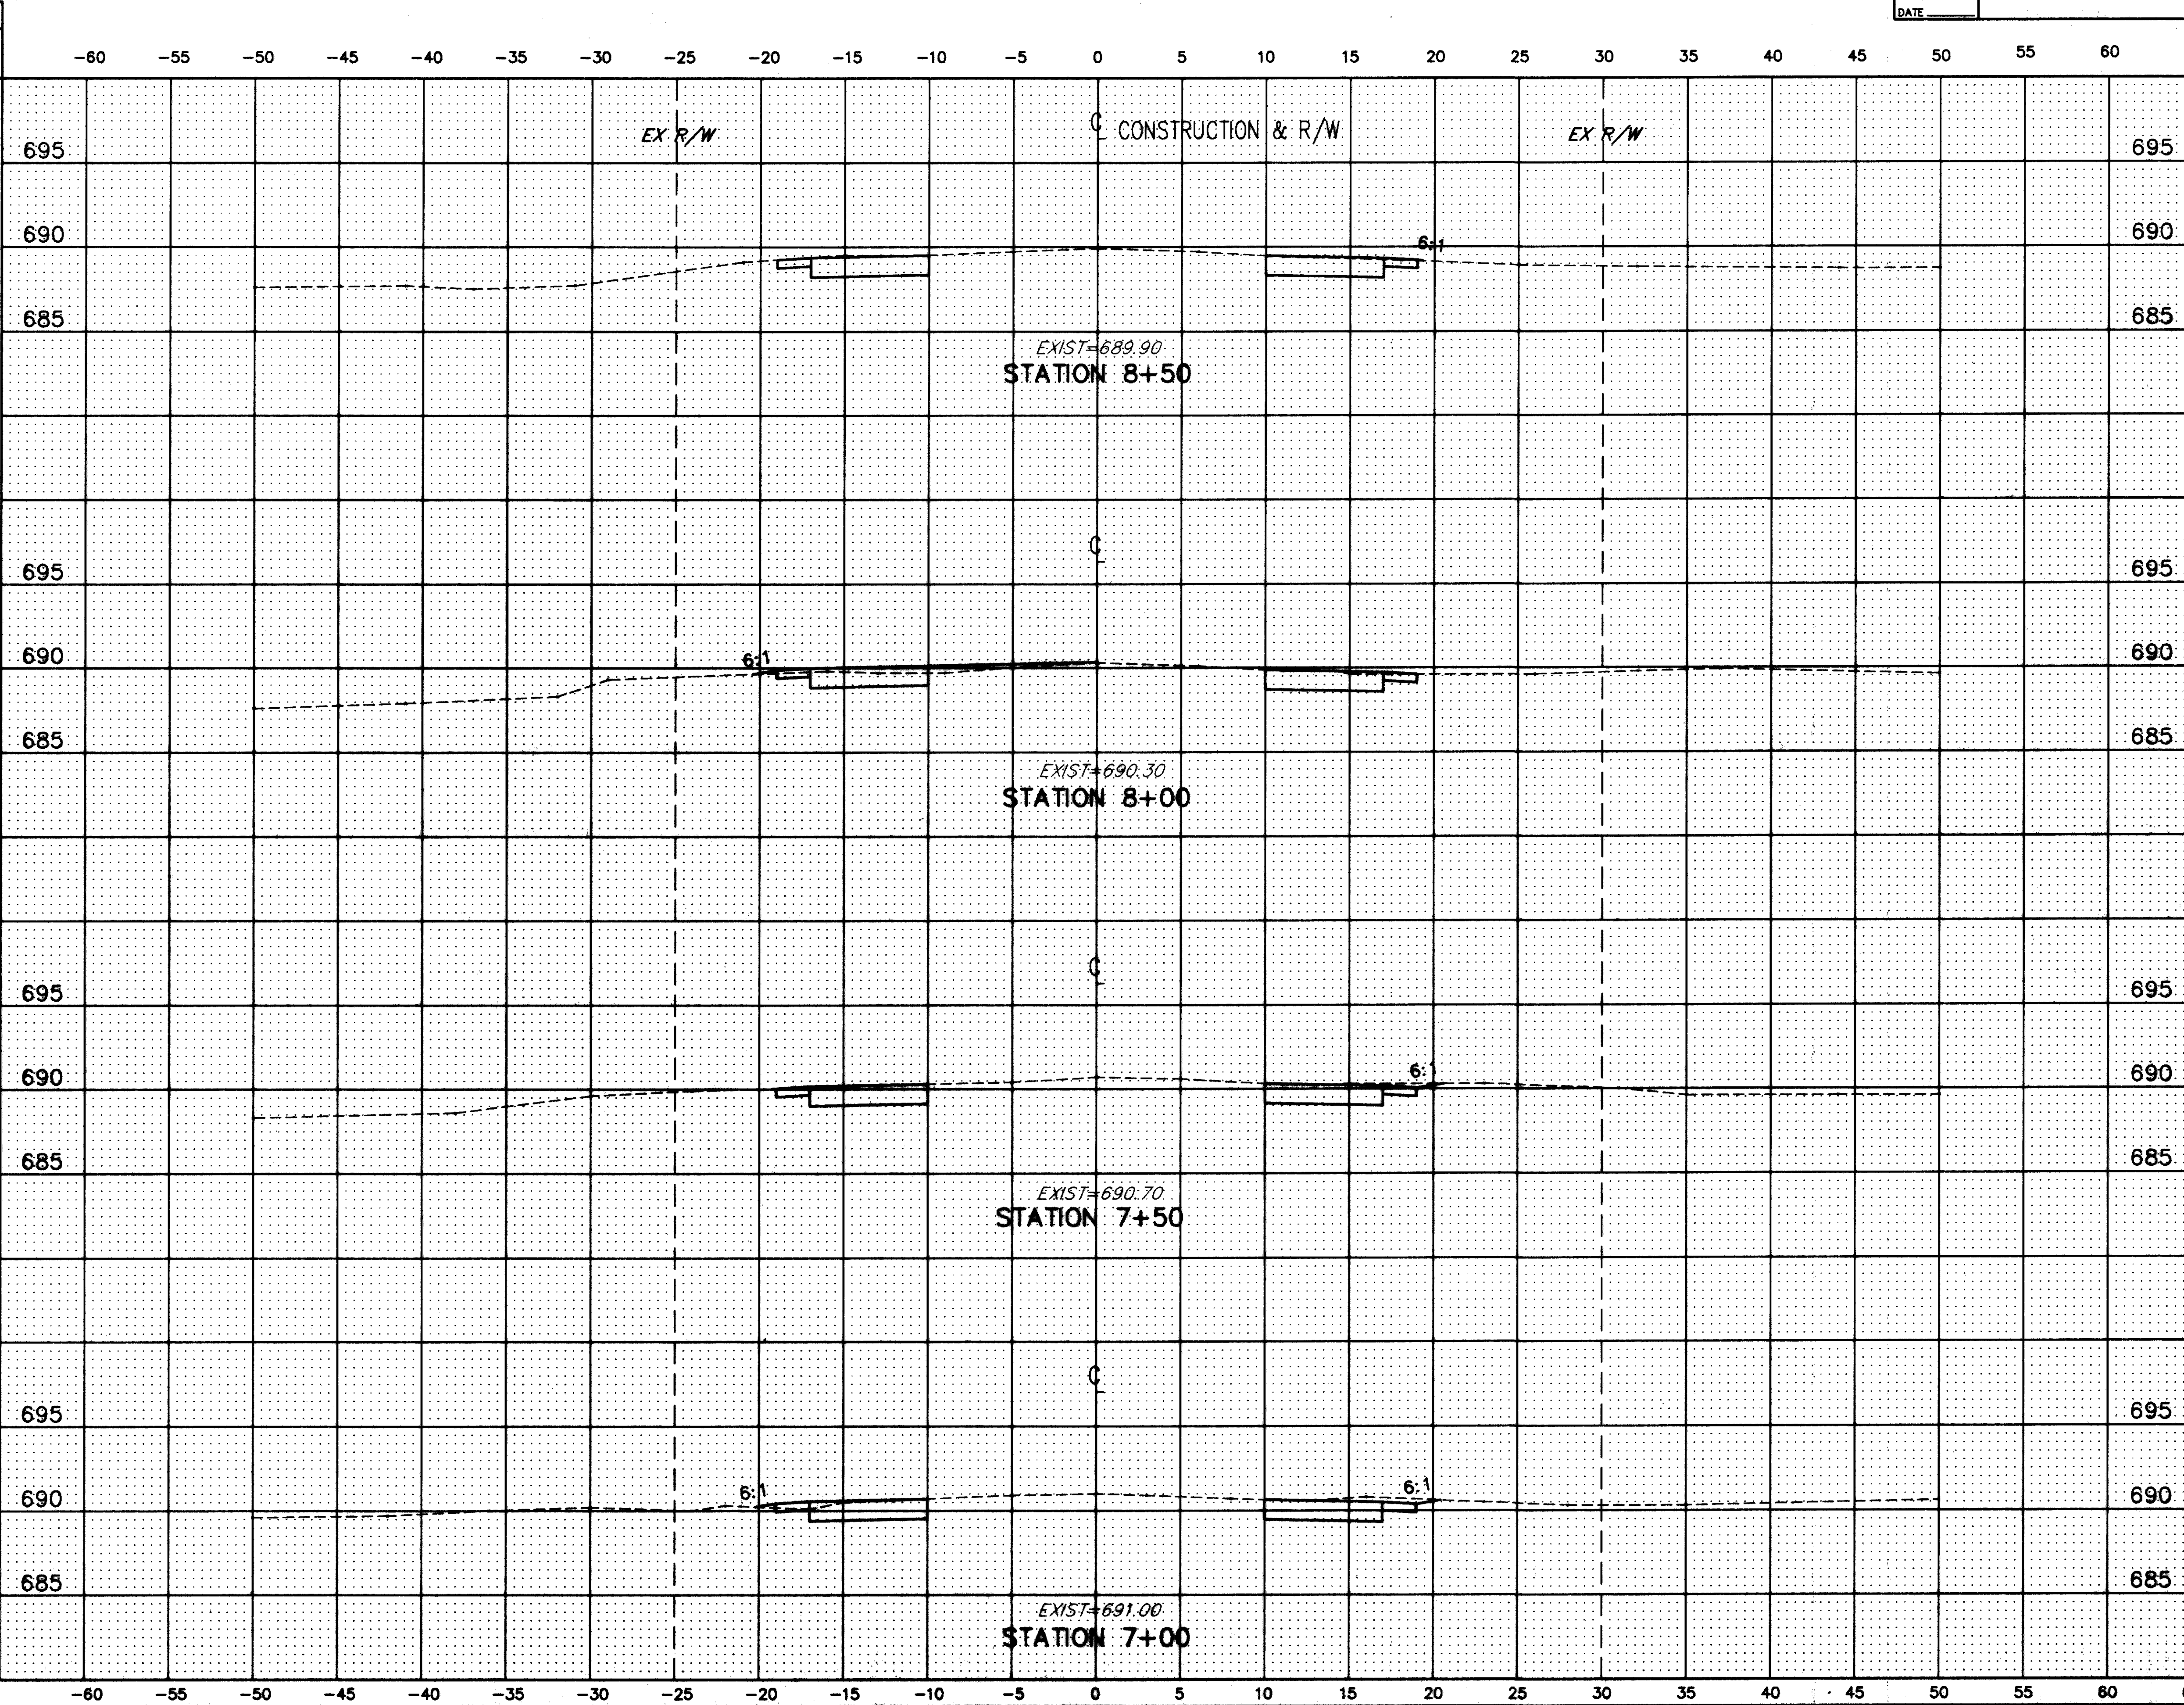 DATE
-60 -55 -50 -45 -40 -35 -30 -25 -20 -15 -10 -5 0 5 10 15 20 25 30 35 40 45 50 55 60
EX R/W ℄ CONSTRUCTION & R/W EX R/W
695 695
690 6:1 690
685 685
EXIST=689.90
STATION 8+50
℄
695 695
690 6:1 690
685 685
EXIST=690.30
STATION 8+00
℄
695 695
690 6:1 690
685 685
EXIST=690.70
STATION 7+50
℄
695 695
690 6:1 6:1 690
685 685
EXIST=691.00
STATION 7+00
-60 -55 -50 -45 -40 -35 -30 -25 -20 -15 -10 -5 0 5 10 15 20 25 30 35 40 45 50 55 60